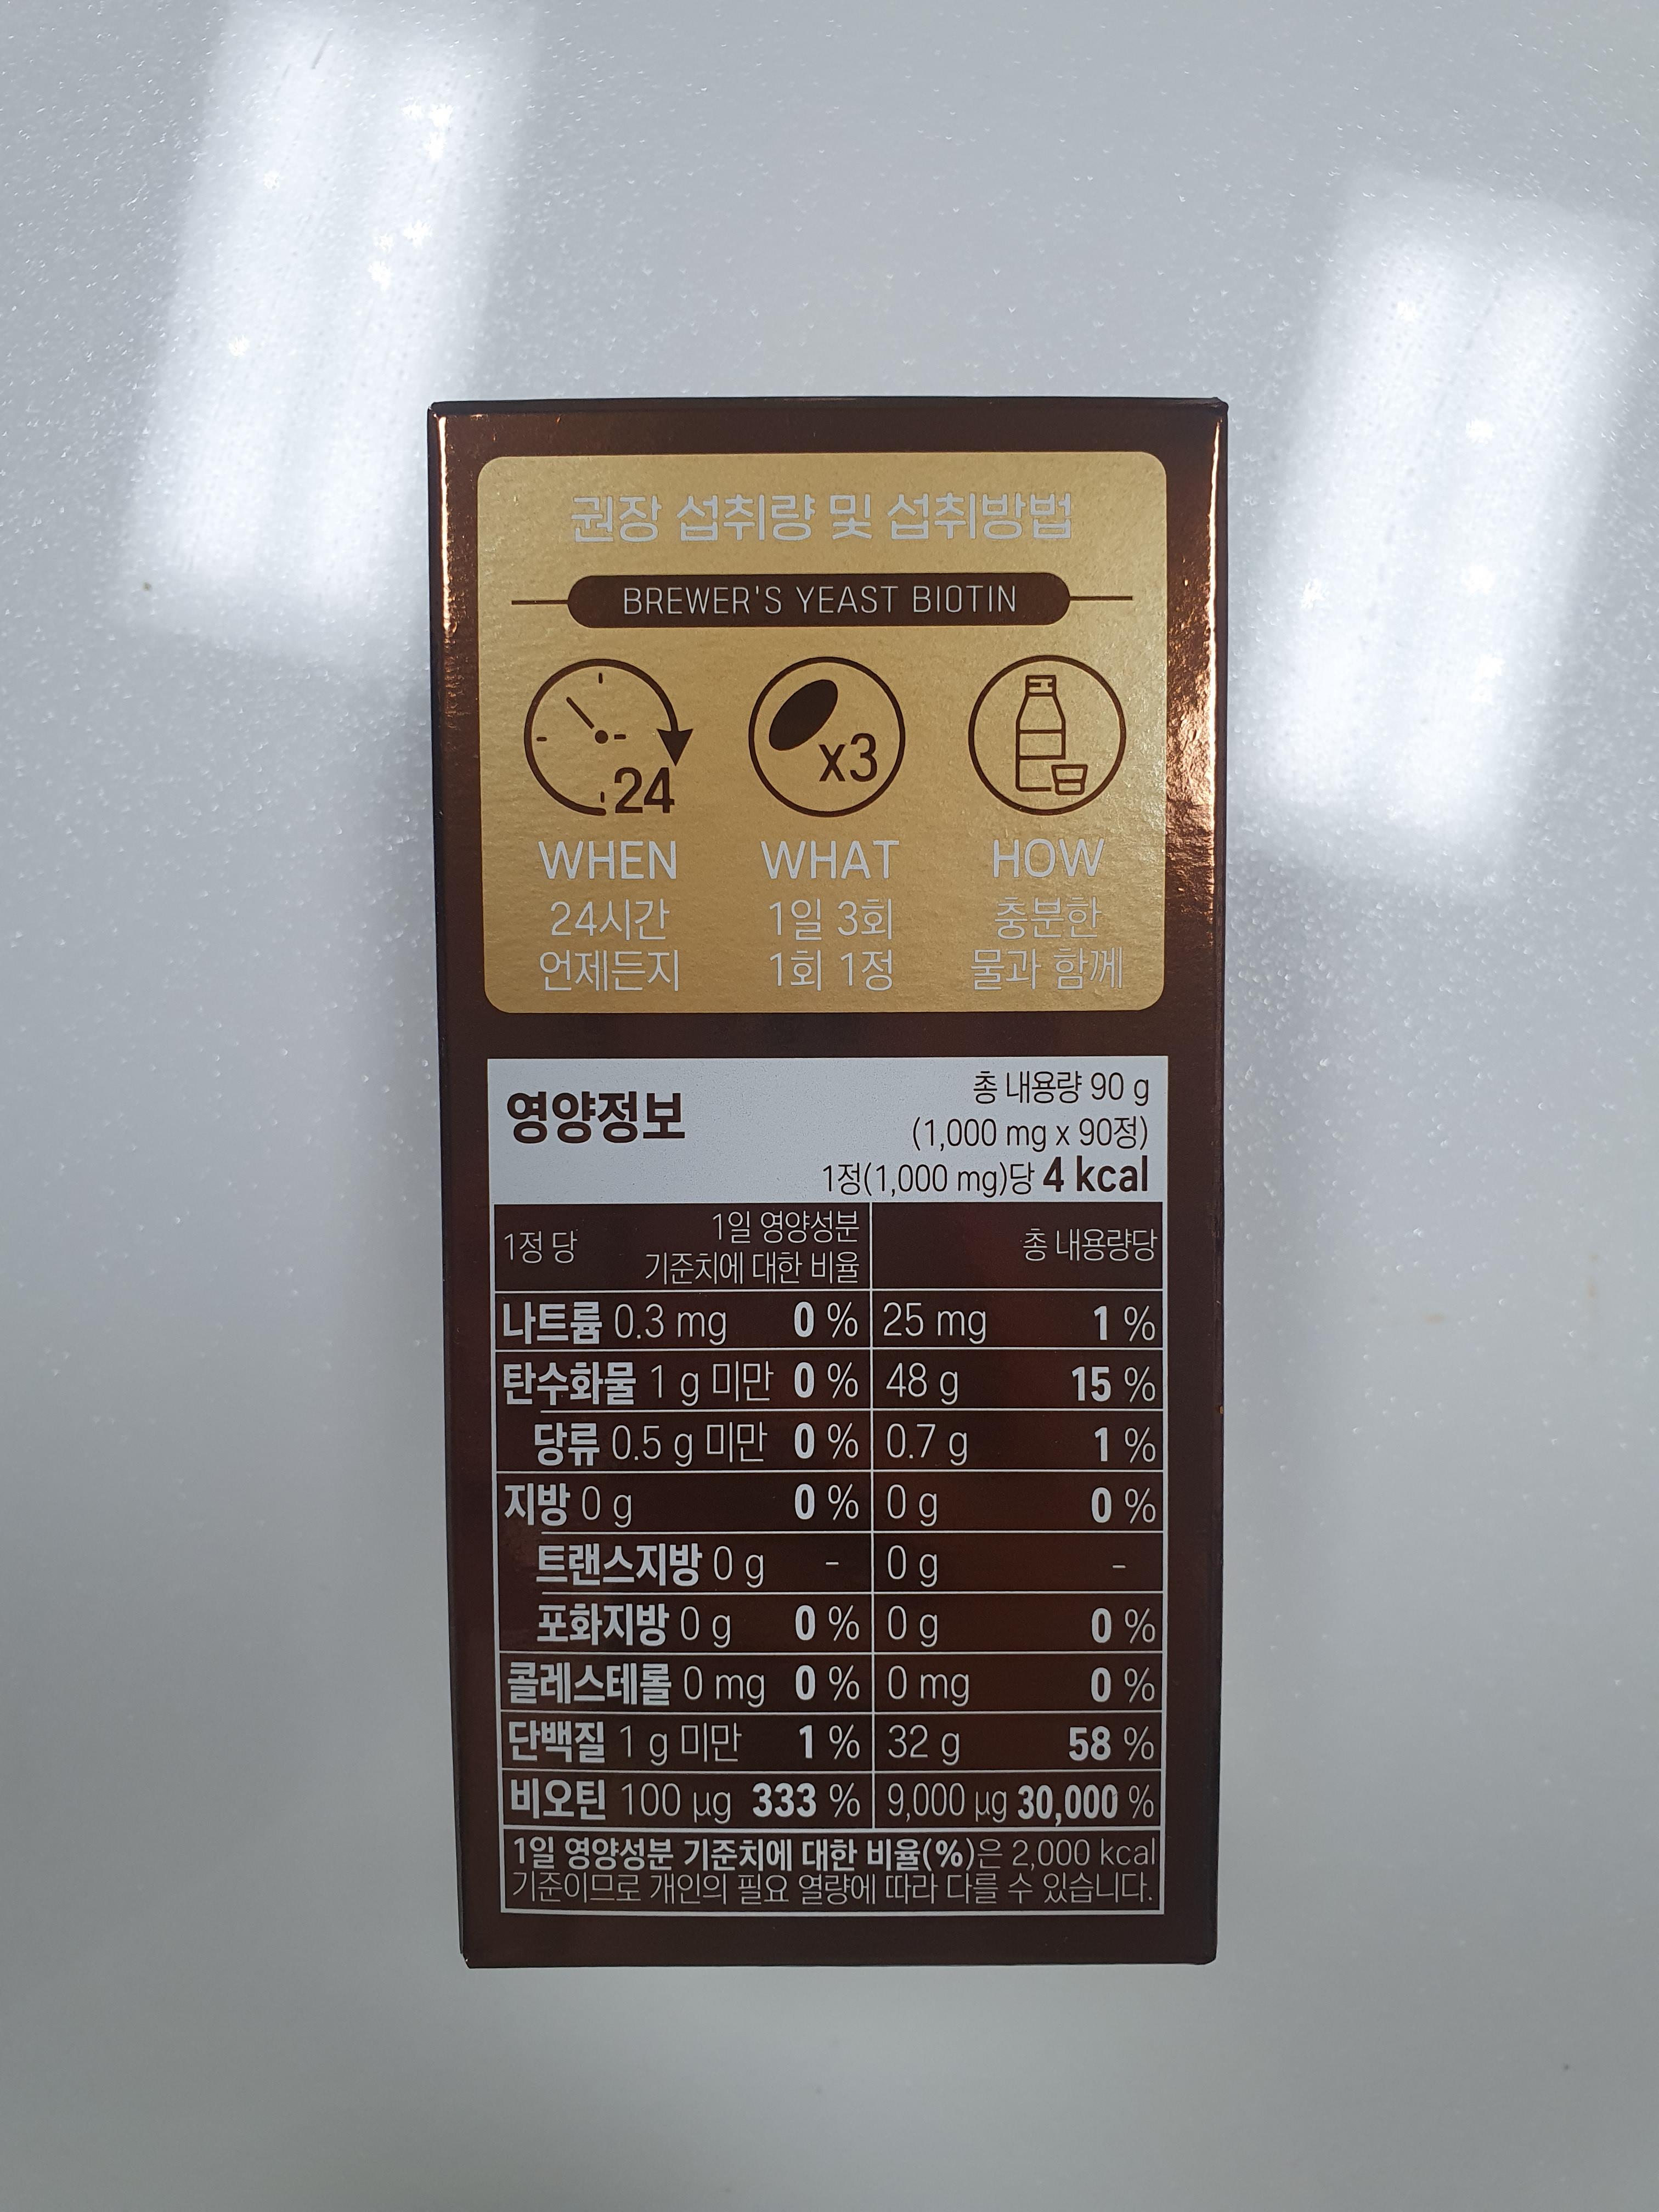 권장 섭취량 및 섭취방법
BREWER'S YEAST BIOTIN
24
x3
WHEN
24시간
언제든지
WHAT
1일 3회
1회 1정
HOW
충분한
물과 함께
영양정보
총 내용량 90 g
(1,000 mg x 90정)
1정(1,000 mg)당 4 kcal
1정 당
1일 영양성분
기준치에 대한 비율
총 내용량당
나트륨 0.3 mg 0 % 25 mg 1 %
탄수화물 1 g 미만 0 % 48 g 15 %
당류 0.5 g 미만 0 % 0.7 g 1 %
지방 0 g 0 % 0 g 0 %
트랜스지방 0 g - 0 g -
포화지방 0 g 0 % 0 g 0 %
콜레스테롤 0 mg 0 % 0 mg 0 %
단백질 1 g 미만 1 % 32 g 58 %
비오틴 100 µg 333 % 9,000 µg 30,000 %
1일 영양성분 기준치에 대한 비율(%)은 2,000 kcal
기준이므로 개인의 필요 열량에 따라 다를 수 있습니다.